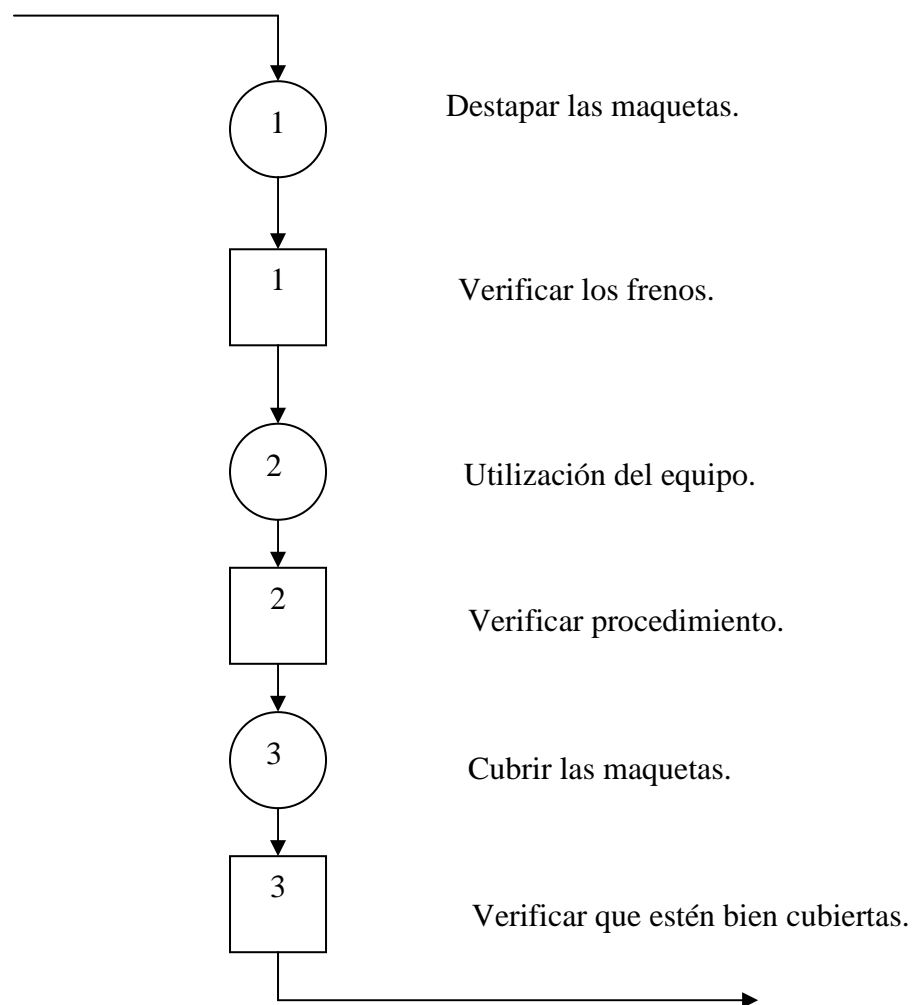 1
Destapar las maquetas.
1
Verificar los frenos.
2
Utilización del equipo.
2
Verificar procedimiento.
3
Cubrir las maquetas.
3
Verificar que estén bien cubiertas.